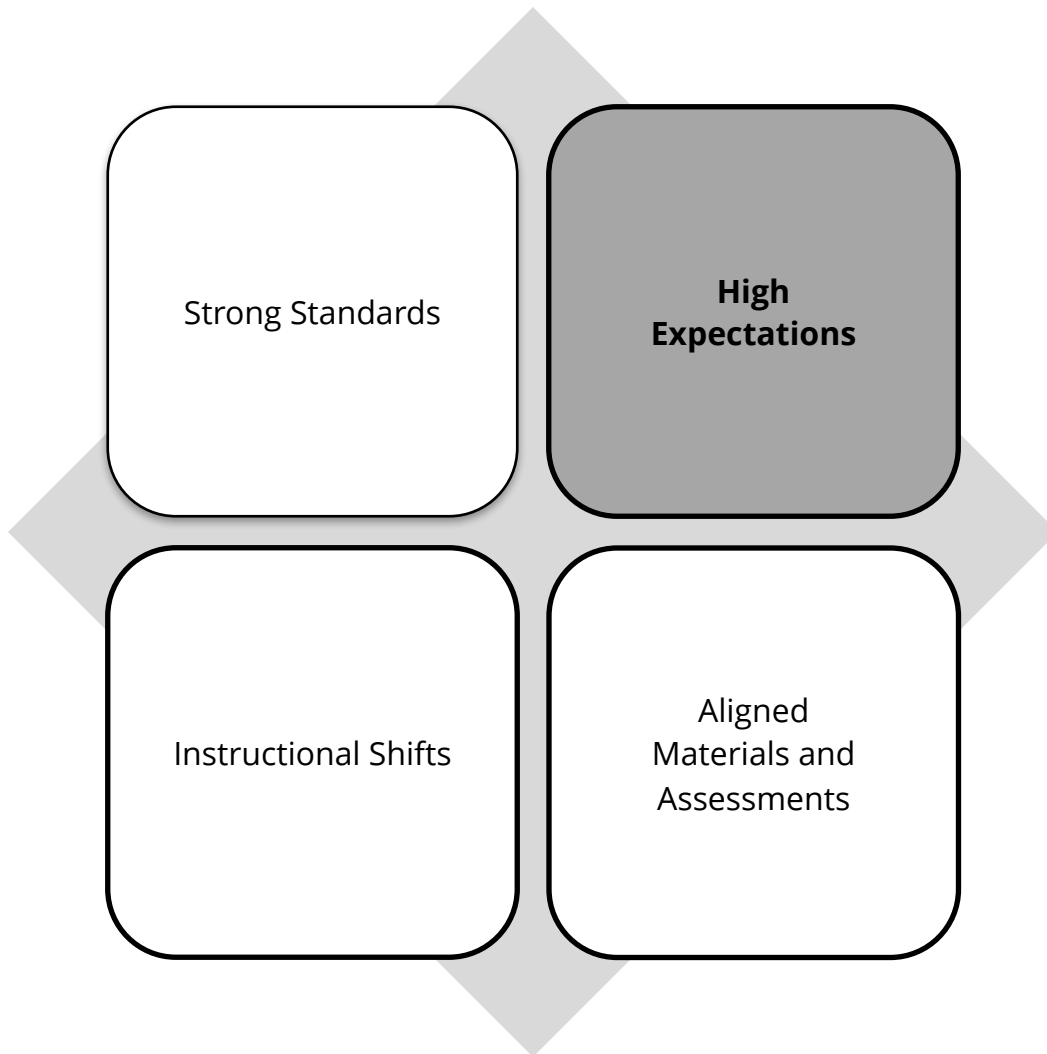 Strong Standards
High
Expectations
Instructional Shifts
Aligned
Materials and
Assessments